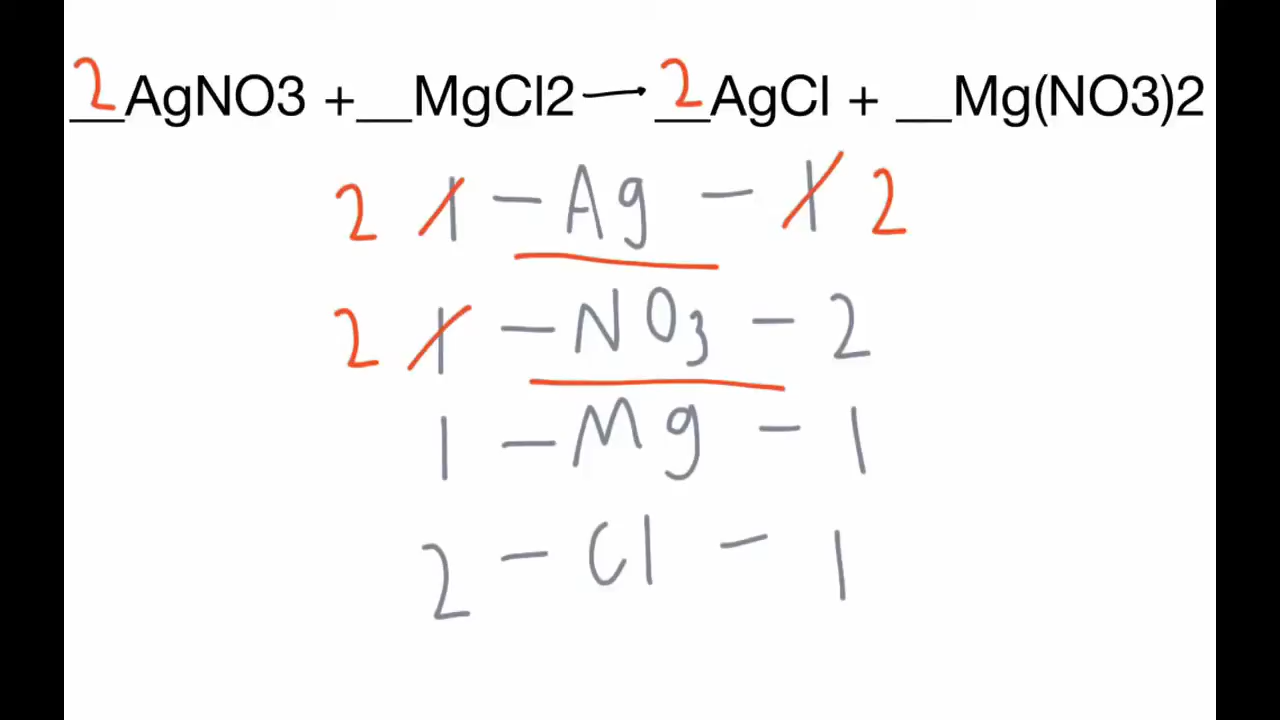 2AgNO3 + __MgCl2 → 2AgCl + __Mg(NO3)2
2 1 - Ag - 1 2
2 1 - NO3 - 2
1 - Mg - 1
2 - Cl - 1